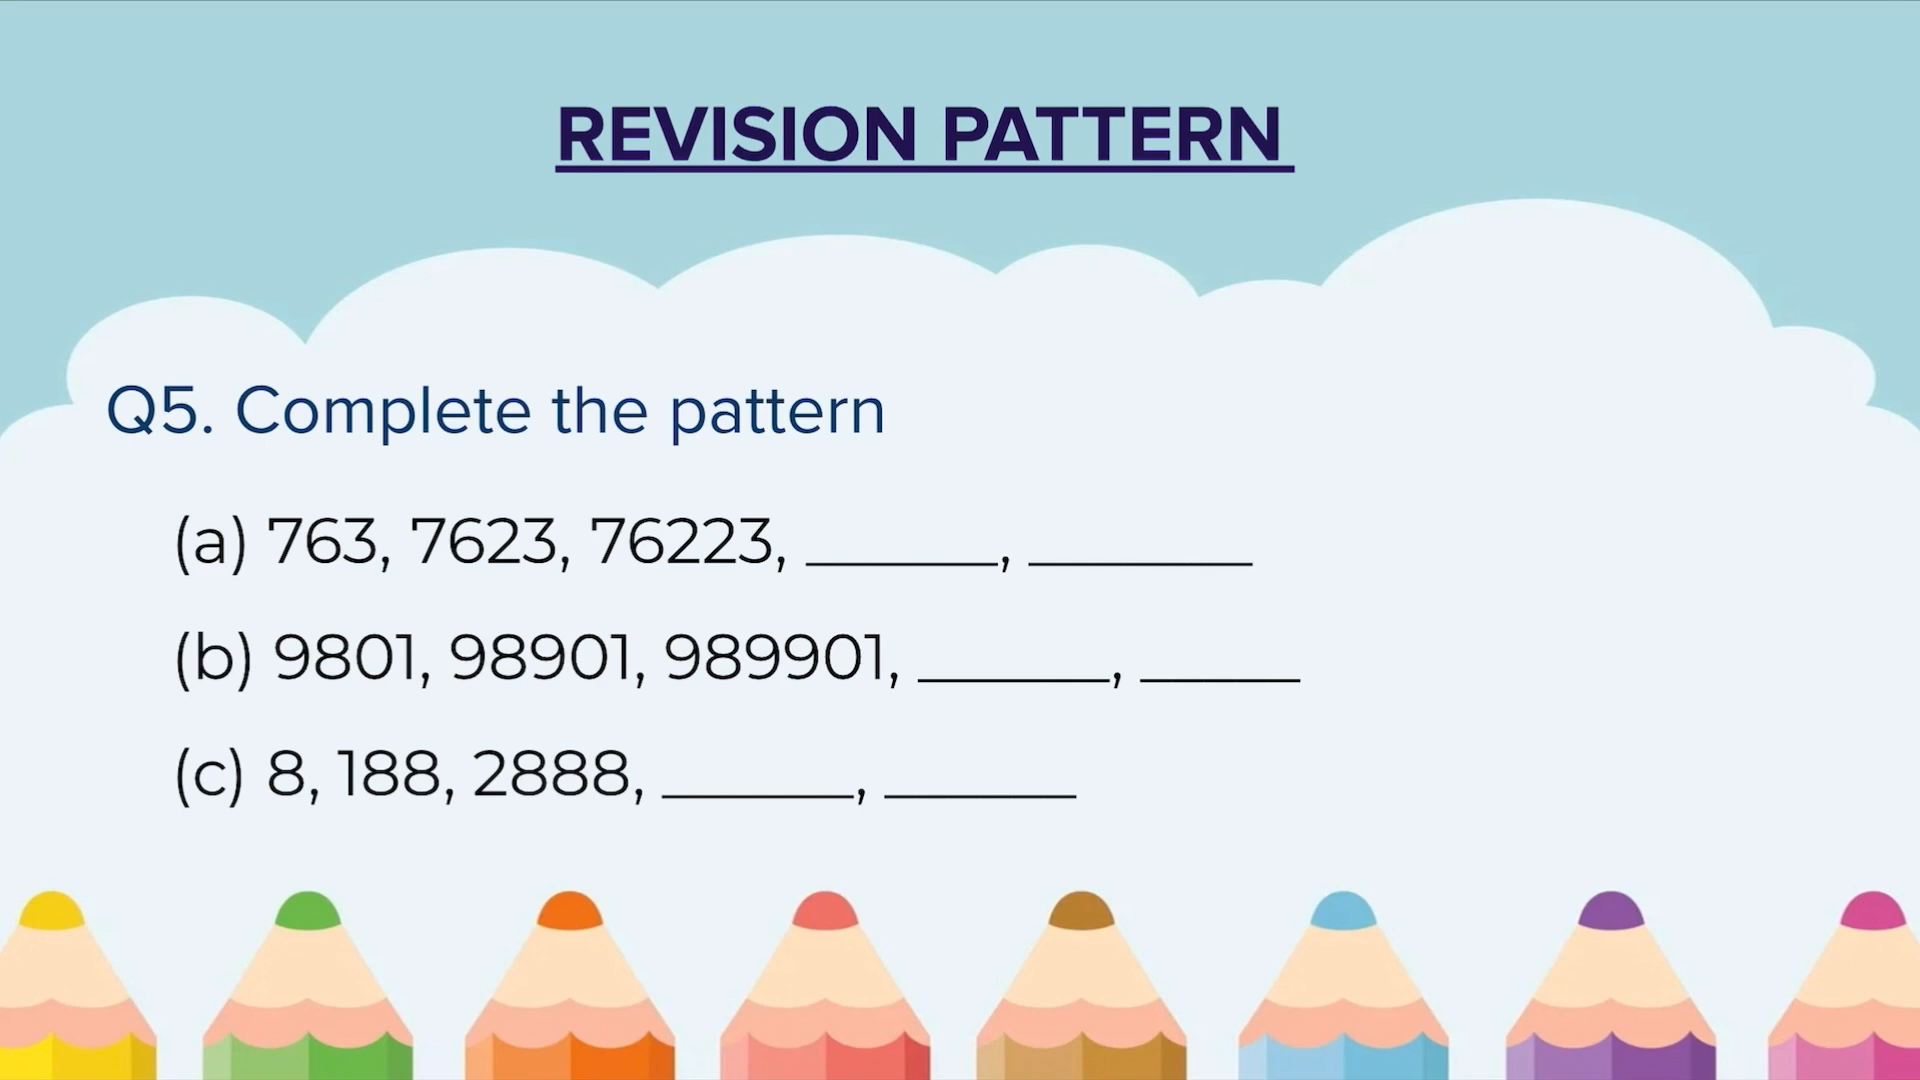 REVISION PATTERN
Q5. Complete the pattern
(a) 763, 7623, 76223, ______, _______
(b) 9801, 98901, 989901, ______, _____
(c) 8, 188, 2888, ______, ______